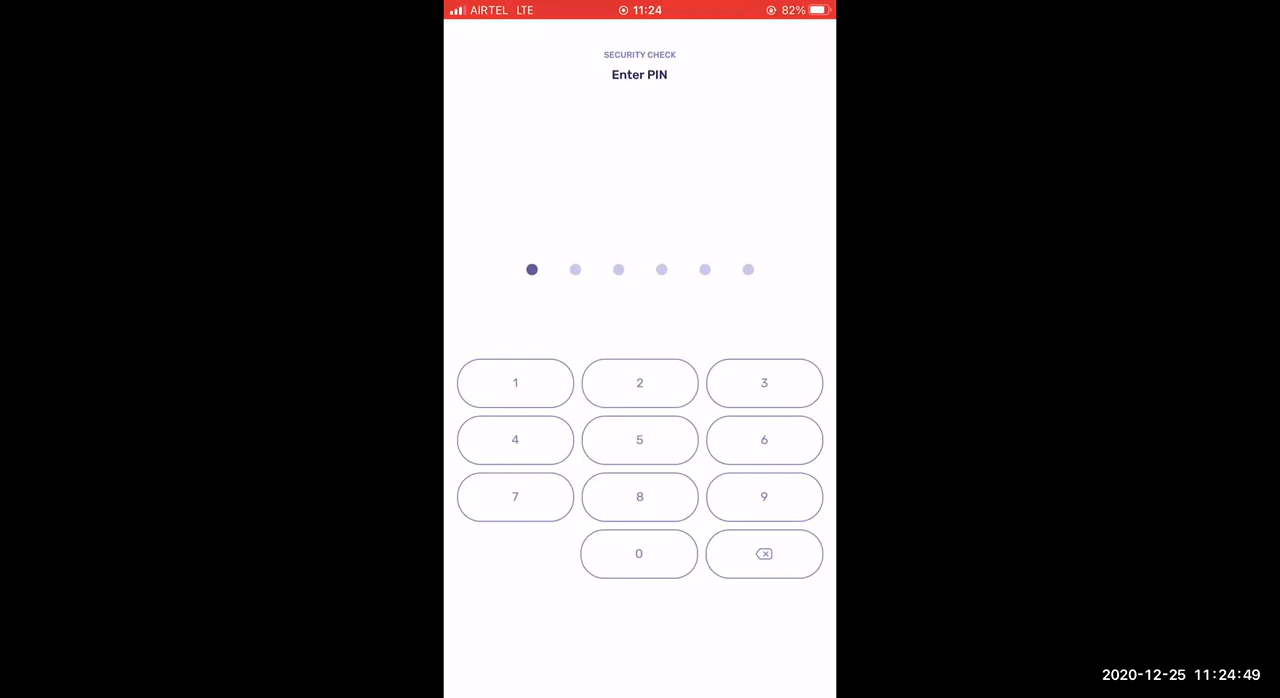 AIRTEL LTE 11:24 82%
SECURITY CHECK
Enter PIN
1 2 3
4 5 6
7 8 9
0
2020-12-25 11:24:49